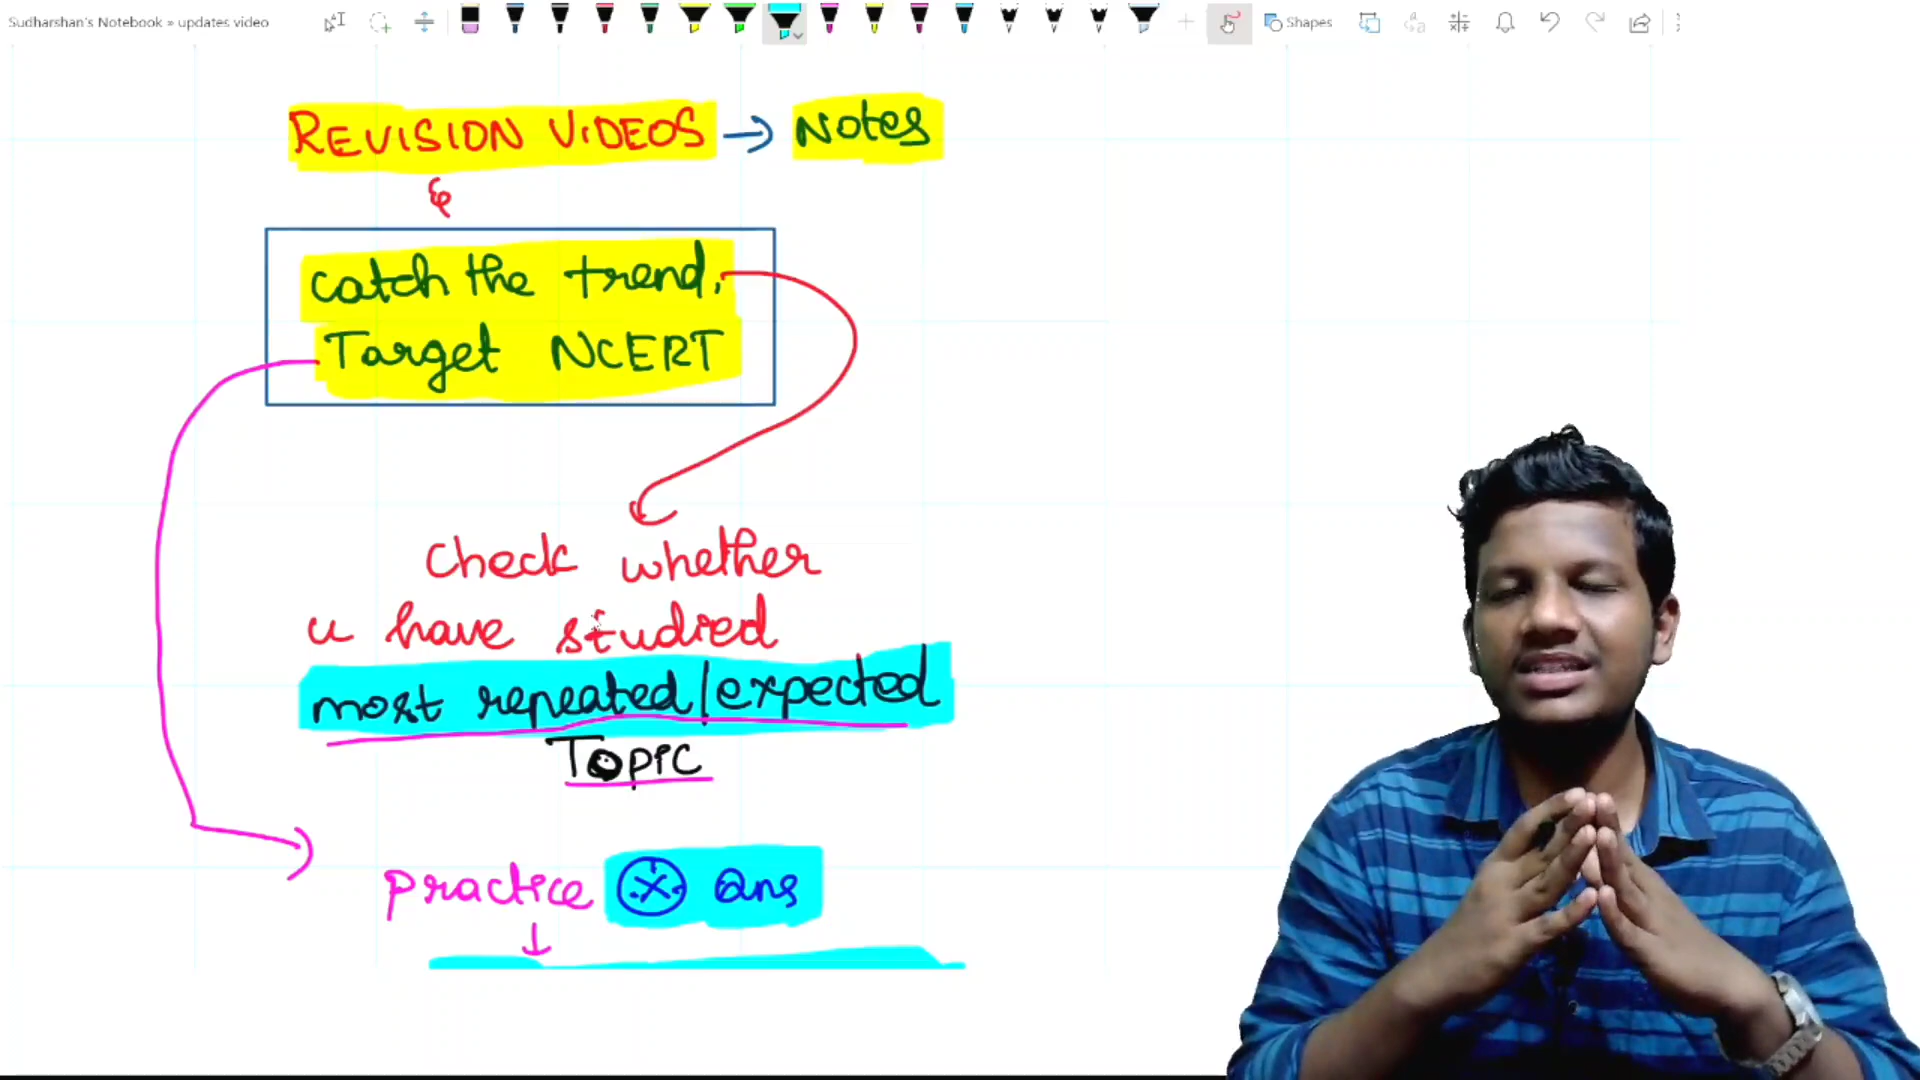 Sudharshan's Notebook » updates video
Shapes
REVISION VIDEOS → Notes
&
catch the trend,
Target NCERT
Check whether
u have studied
most repeated/expected
Topic
practice * Qns